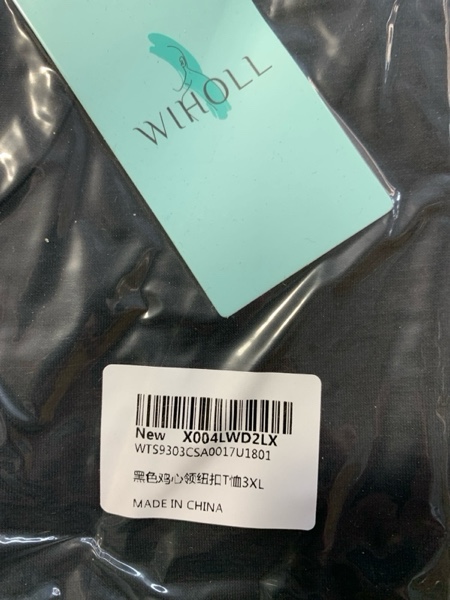 WIHOLL
New X004LWD2LX
WTS9303CSA0017U1801
黑色鸡心领纽扣T恤3XL
MADE IN CHINA